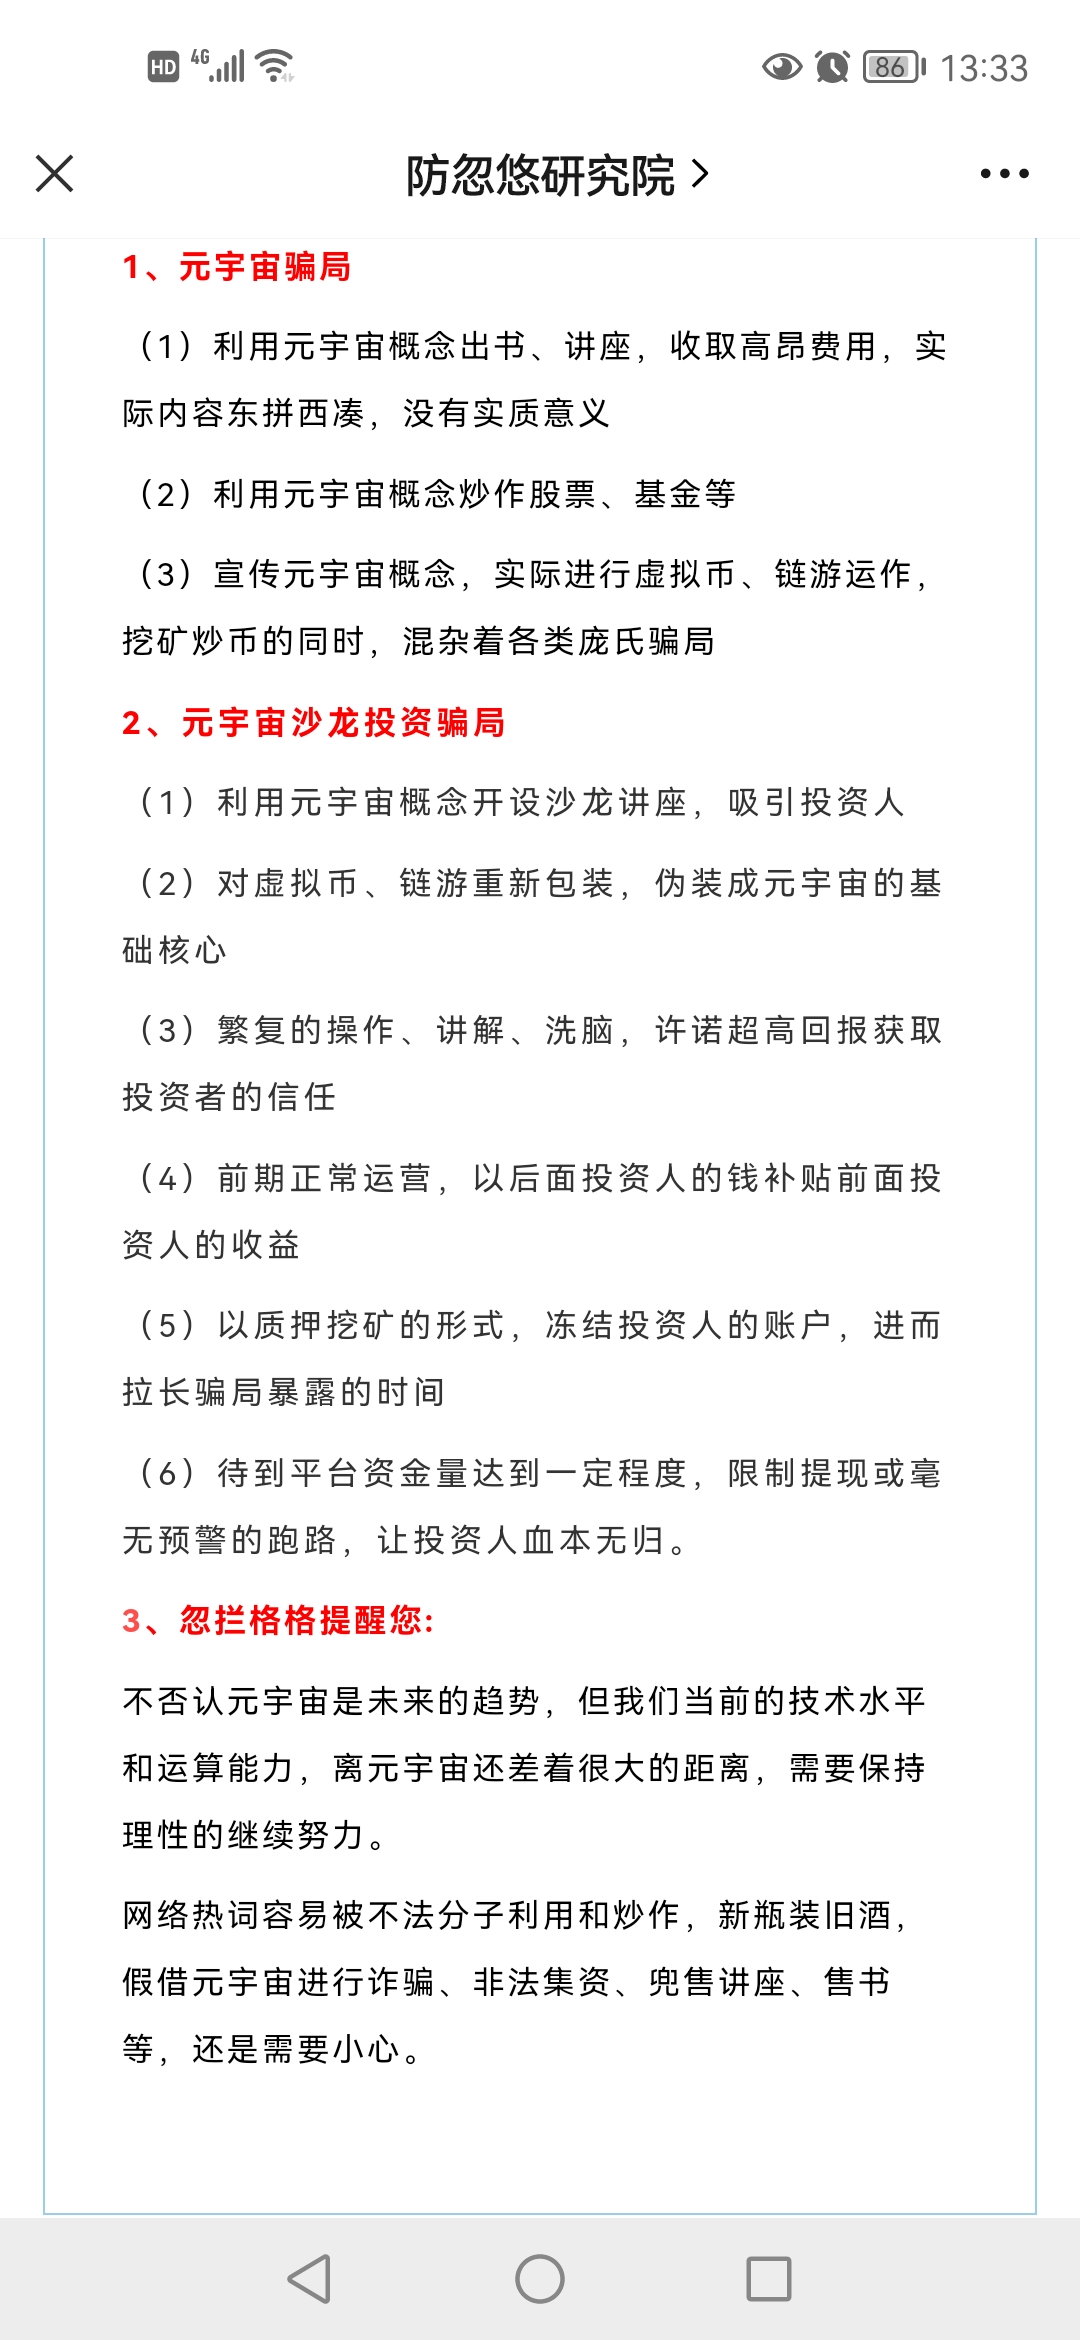 HD 4G 86 13:33
防忽悠研究院
1、元宇宙骗局
（1）利用元宇宙概念出书、讲座，收取高昂费用，实
际内容东拼西凑，没有实质意义
（2）利用元宇宙概念炒作股票、基金等
（3）宣传元宇宙概念，实际进行虚拟币、链游运作，
挖矿炒币的同时，混杂着各类庞氏骗局
2、元宇宙沙龙投资骗局
（1）利用元宇宙概念开设沙龙讲座，吸引投资人
（2）对虚拟币、链游重新包装，伪装成元宇宙的基
础核心
（3）繁复的操作、讲解、洗脑，许诺超高回报获取
投资者的信任
（4）前期正常运营，以后面投资人的钱补贴前面投
资人的收益
（5）以质押挖矿的形式，冻结投资人的账户，进而
拉长骗局暴露的时间
（6）待到平台资金量达到一定程度，限制提现或毫
无预警的跑路，让投资人血本无归。
3、忽拦格格提醒您:
不否认元宇宙是未来的趋势，但我们当前的技术水平
和运算能力，离元宇宙还差着很大的距离，需要保持
理性的继续努力。
网络热词容易被不法分子利用和炒作，新瓶装旧酒，
假借元宇宙进行诈骗、非法集资、兜售讲座、售书
等，还是需要小心。